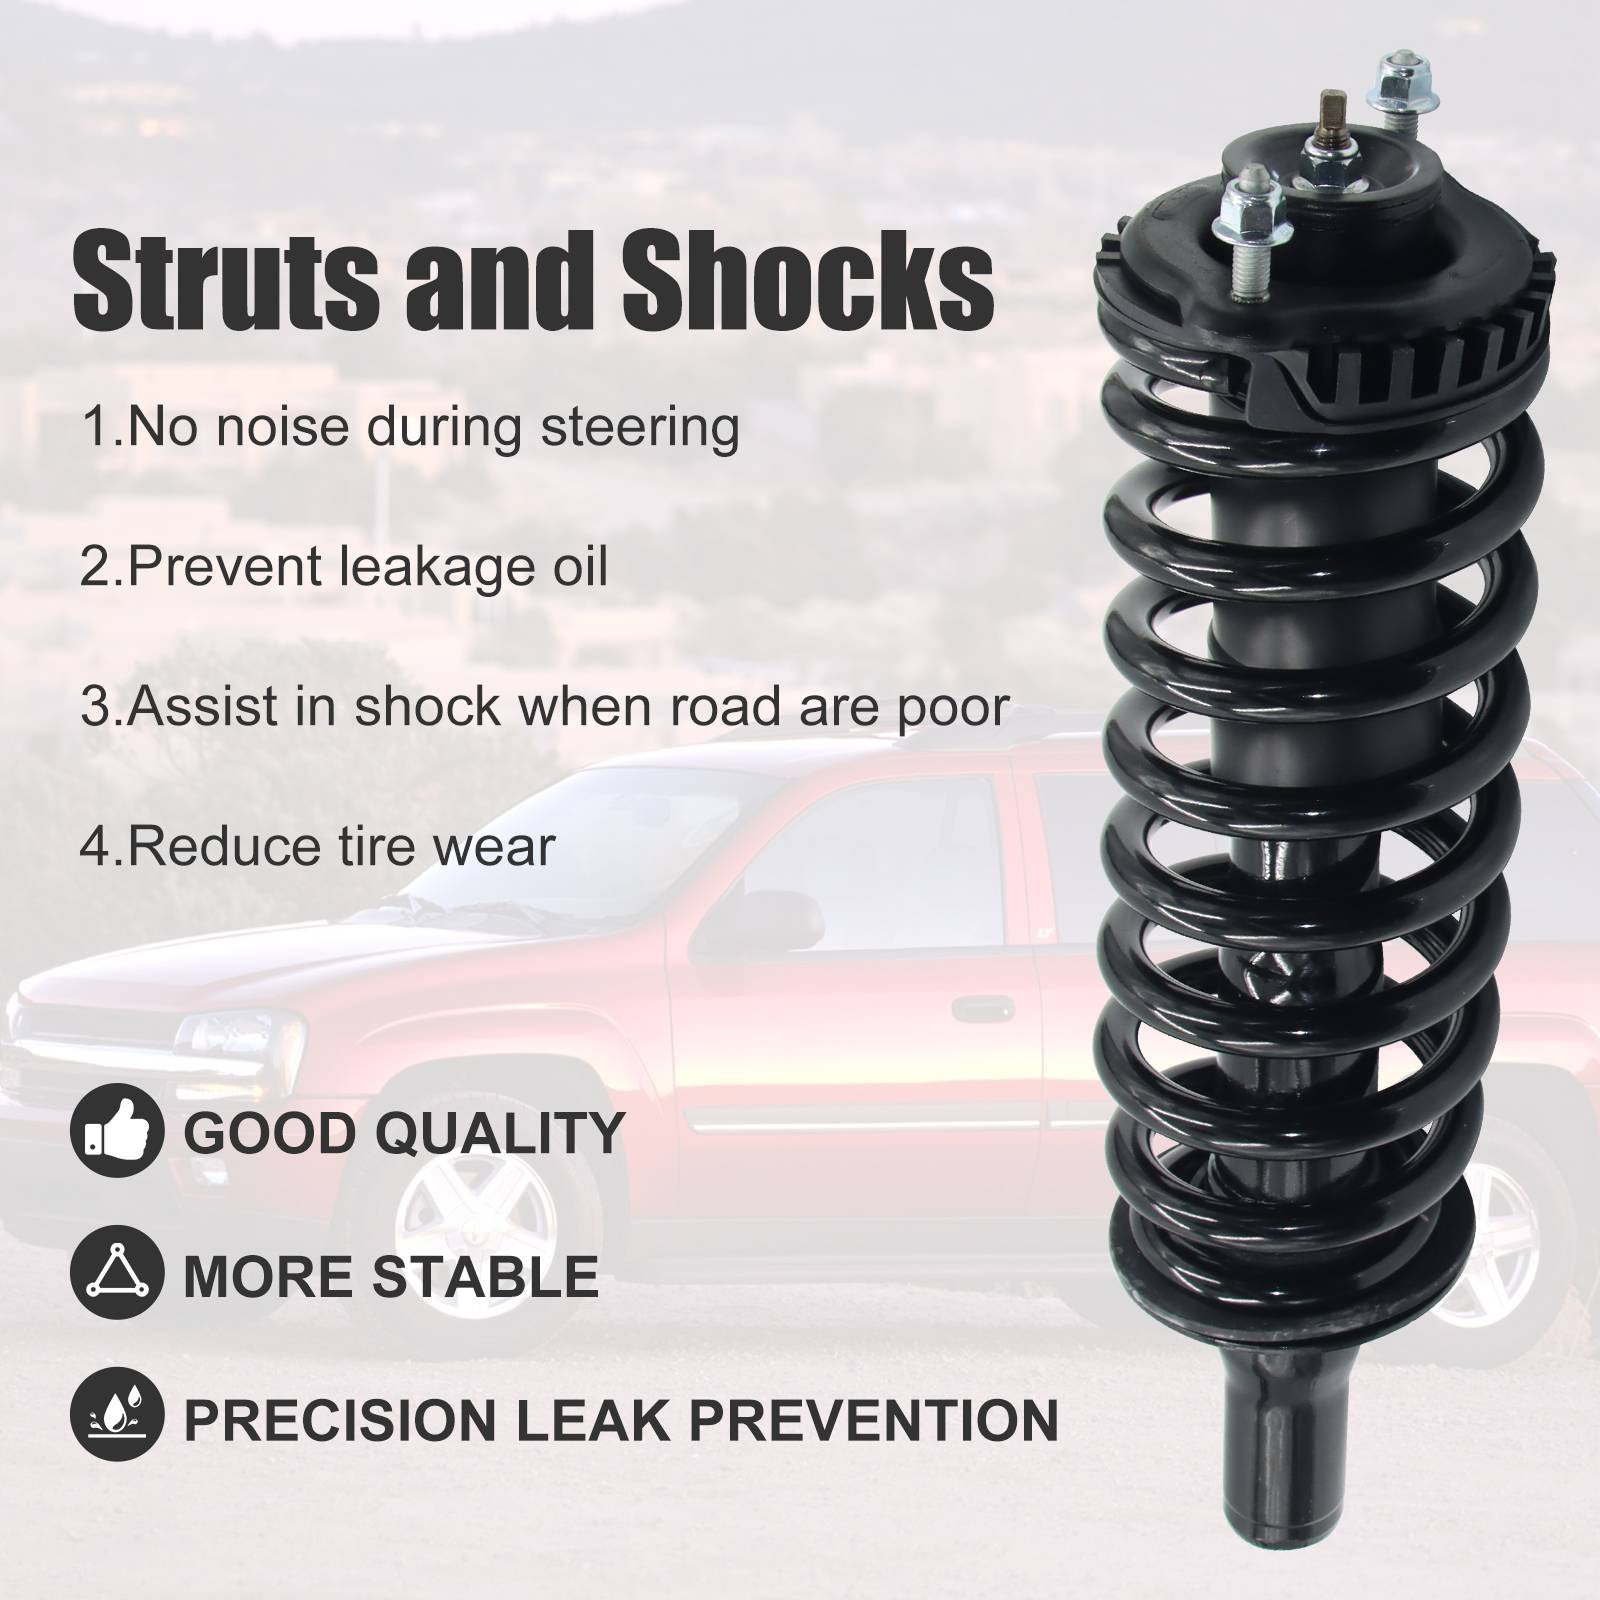 Struts and Shocks
1.No noise during steering
2.Prevent leakage oil
3.Assist in shock when road are poor
4.Reduce tire wear
LT
GOOD QUALITY
MORE STABLE
PRECISION LEAK PREVENTION